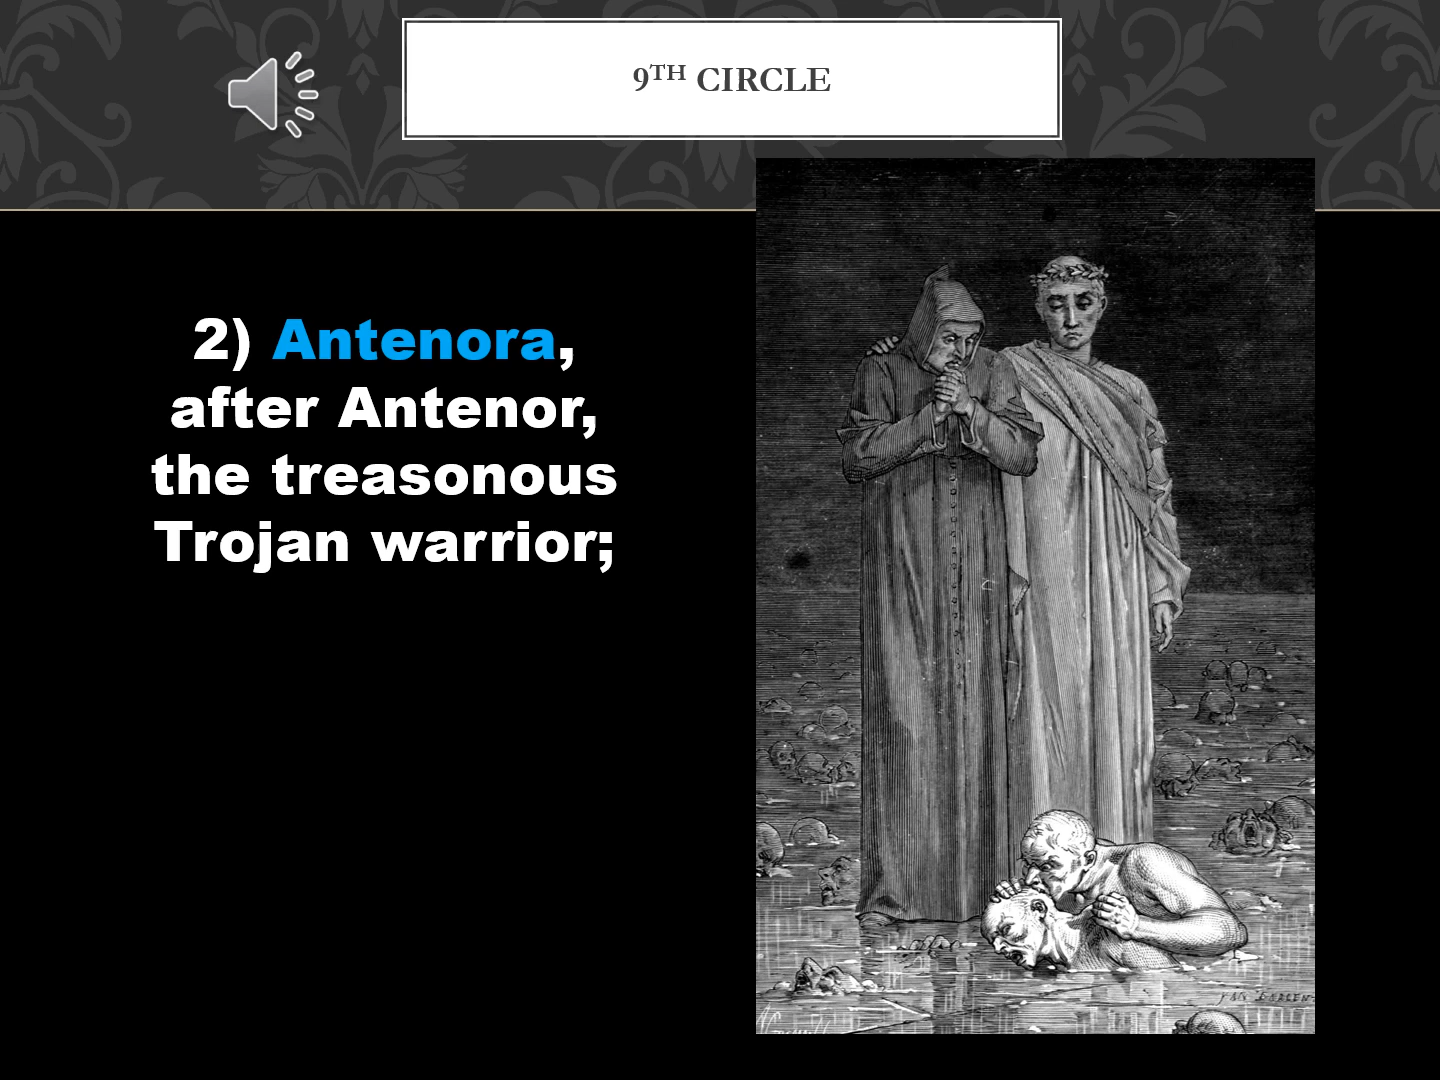 9TH CIRCLE
2) Antenora,
after Antenor,
the treasonous
Trojan warrior;